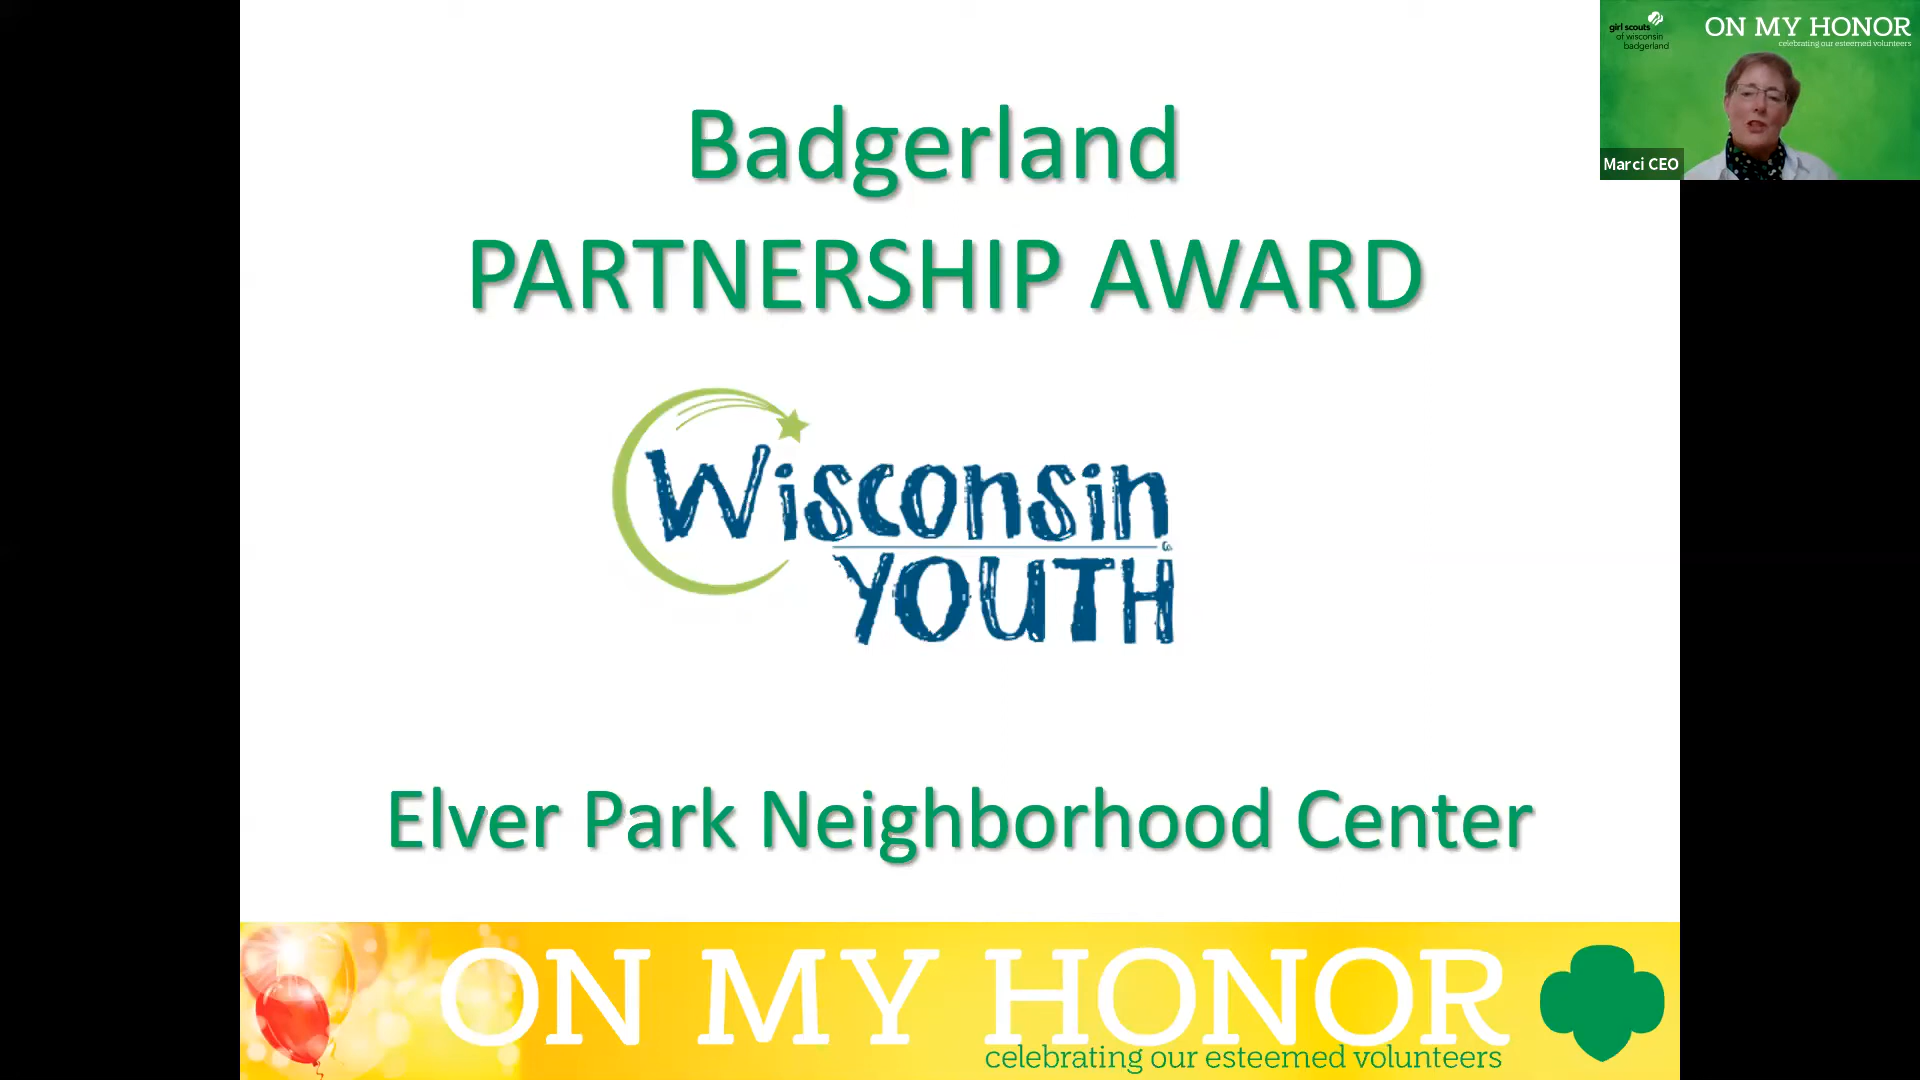 Badgerland
PARTNERSHIP AWARD
Wisconsin
Co.
YOUTH
Elver Park Neighborhood Center
ON MY HONOR
celebrating our esteemed volunteers
girl scouts
of wisconsin
badgerland
ON MY HONOR
celebrating our esteemed volunteers
Marci CEO